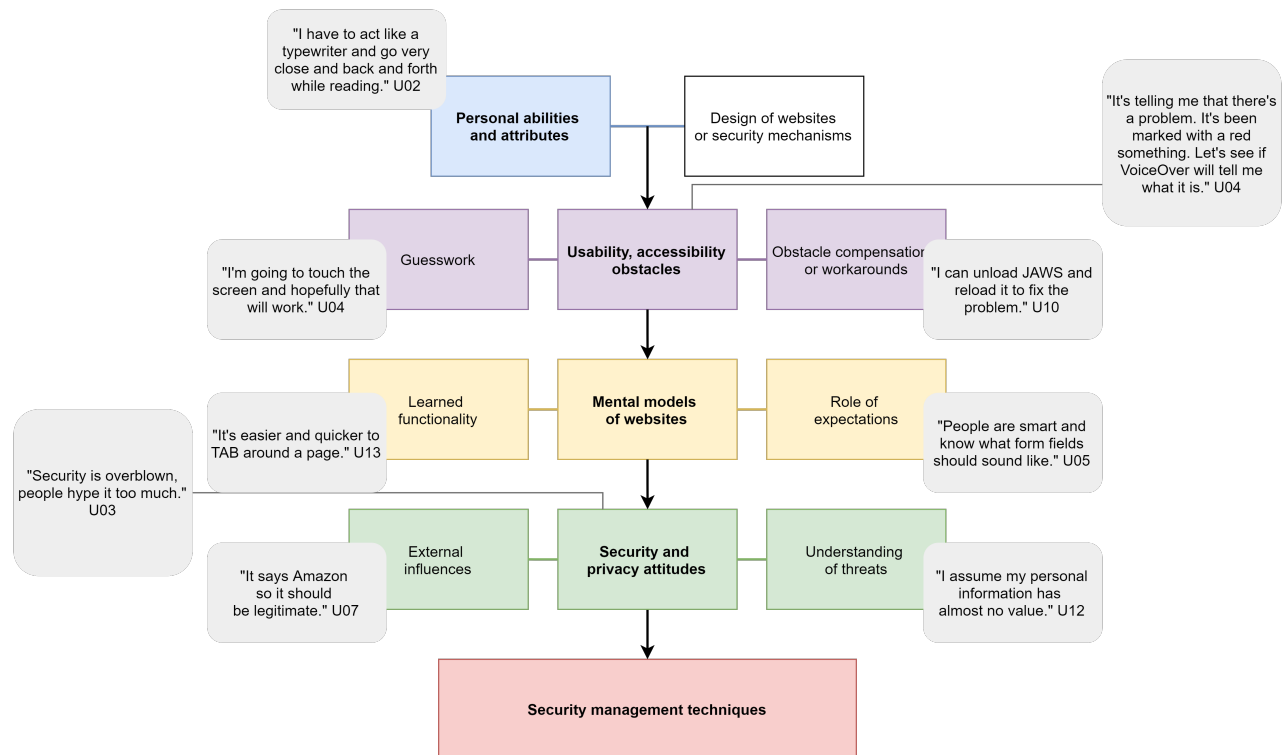 "I have to act like a
typewriter and go very
close and back and forth
while reading." U02
Personal abilities
and attributes
Design of websites
or security mechanisms
"It's telling me that there's
a problem. It's been
marked with a red
something. Let's see if
VoiceOver will tell me
what it is." U04
Guesswork
Usability, accessibility
obstacles
Obstacle compensation
or workarounds
"I'm going to touch the
screen and hopefully that
will work." U04
"I can unload JAWS and
reload it to fix the
problem." U10
Learned
functionality
Mental models
of websites
Role of
expectations
"It's easier and quicker to
TAB around a page." U13
"People are smart and
know what form fields
should sound like." U05
"Security is overblown,
people hype it too much."
U03
External
influences
Security and
privacy attitudes
Understanding
of threats
"It says Amazon
so it should
be legitimate." U07
"I assume my personal
information has
almost no value." U12
Security management techniques